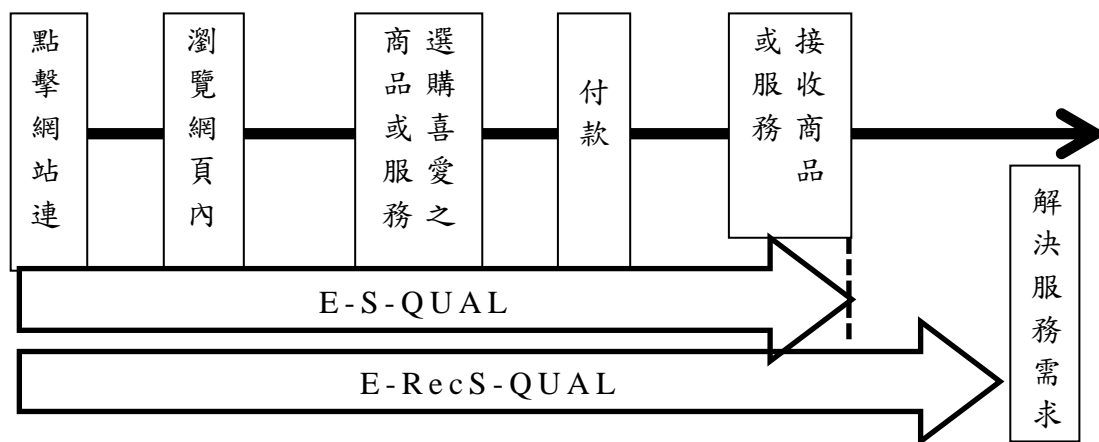 點擊網站連
瀏覽網頁內
選購喜愛之
商品或服務
付款
接收商品
或服務
解決服務需求
E-S-QUAL
E-RecS-QUAL